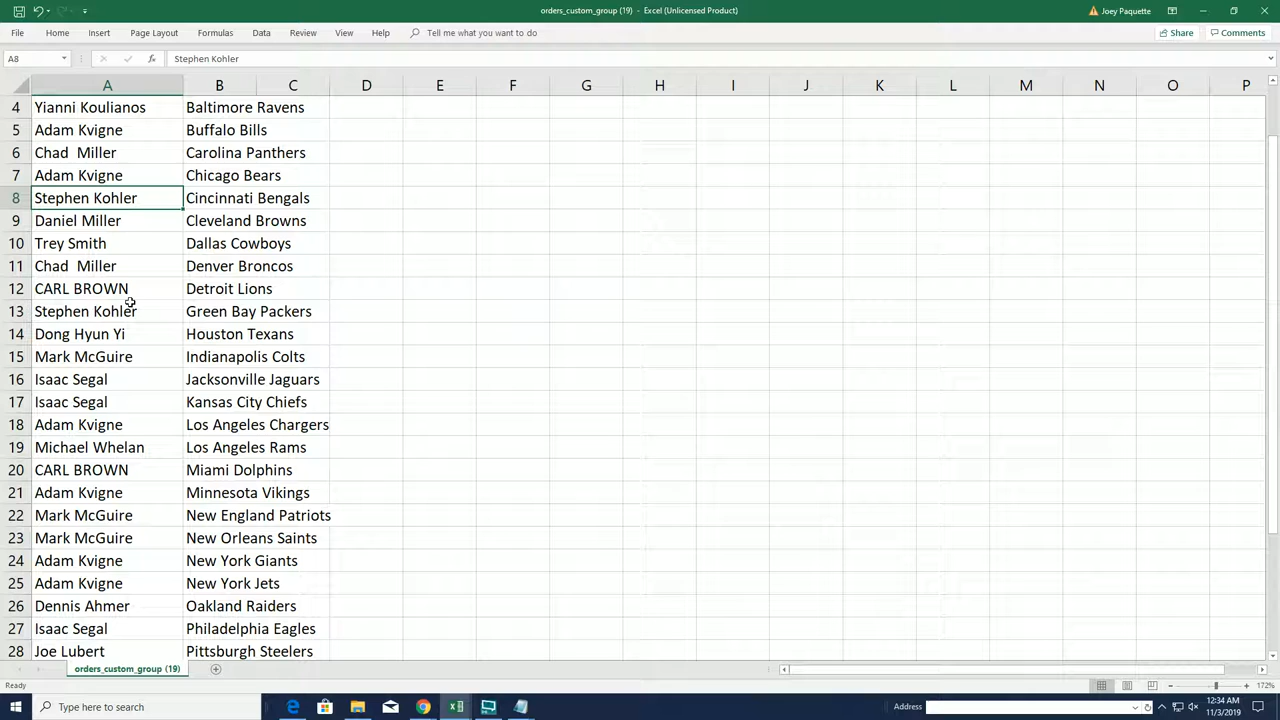 orders_custom_group (19) - Excel (Unlicensed Product)
Joey Paquette
File Home Insert Page Layout Formulas Data Review View Help Tell me what you want to do Share Comments
A8 fx Stephen Kohler
A B C D E F G H I J K L M N O P
4 Yianni Koulianos Baltimore Ravens
5 Adam Kvigne Buffalo Bills
6 Chad  Miller Carolina Panthers
7 Adam Kvigne Chicago Bears
8 Stephen Kohler Cincinnati Bengals
9 Daniel Miller Cleveland Browns
10 Trey Smith Dallas Cowboys
11 Chad  Miller Denver Broncos
12 CARL BROWN Detroit Lions
13 Stephen Kohler Green Bay Packers
14 Dong Hyun Yi Houston Texans
15 Mark McGuire Indianapolis Colts
16 Isaac Segal Jacksonville Jaguars
17 Isaac Segal Kansas City Chiefs
18 Adam Kvigne Los Angeles Chargers
19 Michael Whelan Los Angeles Rams
20 CARL BROWN Miami Dolphins
21 Adam Kvigne Minnesota Vikings
22 Mark McGuire New England Patriots
23 Mark McGuire New Orleans Saints
24 Adam Kvigne New York Giants
25 Adam Kvigne New York Jets
26 Dennis Ahmer Oakland Raiders
27 Isaac Segal Philadelphia Eagles
28 Joe Lubert Pittsburgh Steelers
orders_custom_group (19)
Ready 172%
Type here to search Address 12:34 AM
11/3/2019